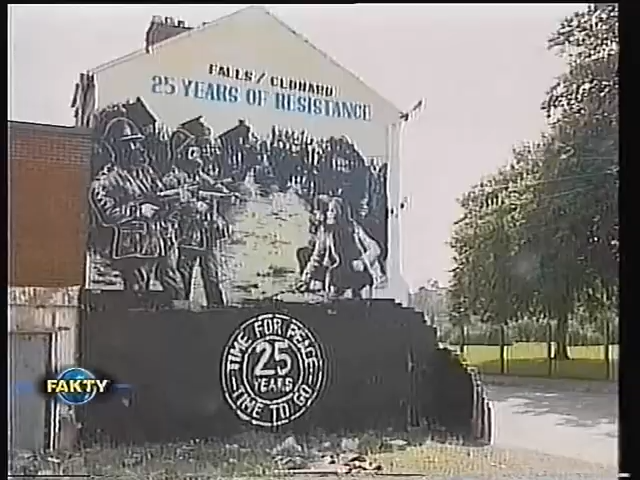 FALLS/CLONARD
25 YEARS OF RESISTANCE
TIME FOR PEACE
25
YEARS
TIME TO GO
FAKTY